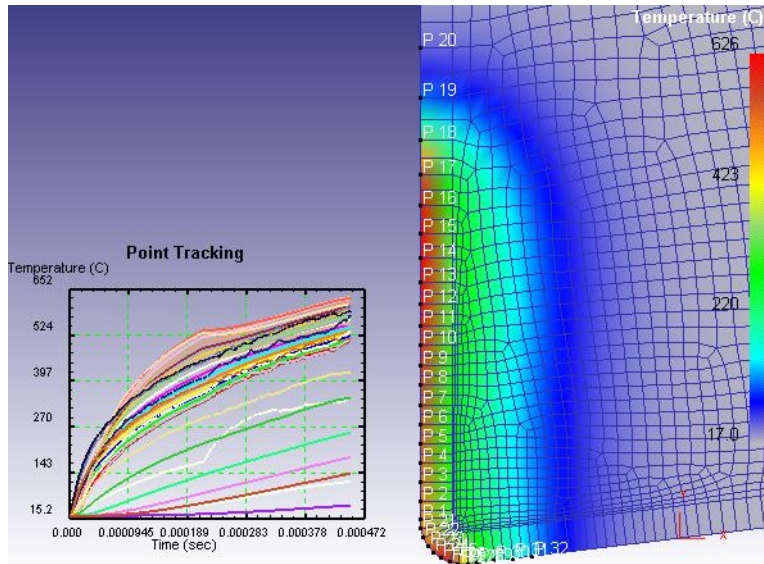 Temperature (C)
626
423
220
17.0
P 20
P 19
P 18
P 17
P 16
P 15
P 14
P 13
P 12
P 11
P 10
P 9
P 8
P 7
P 6
P 5
P 4
P 3
P 2
P 1
P 32
Y
X
Point Tracking
Temperature (C)
652
524
397
270
143
15.2
0.000 0.0000945 0.000189 0.000283 0.000378 0.000472
Time (sec)